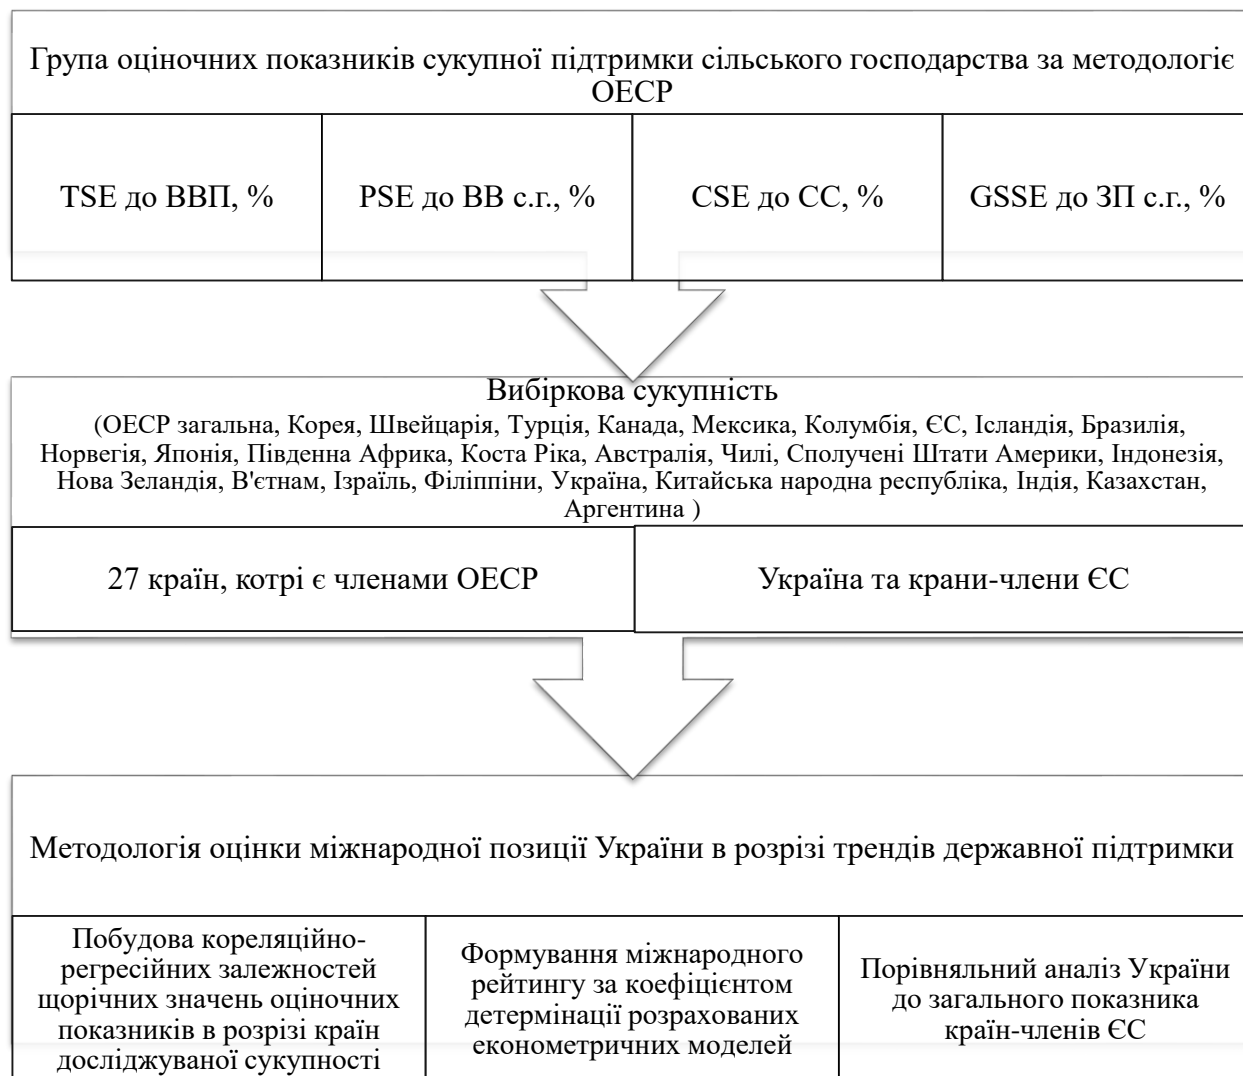 Група оціночних показників сукупної підтримки сільського господарства за методологіє
ОЕСР
TSE до ВВП, %
PSE до ВВ с.г., %
CSE до СС, %
GSSE до ЗП с.г., %
Вибіркова сукупність
(ОЕСР загальна, Корея, Швейцарія, Турція, Канада, Мексика, Колумбія, ЄС, Ісландія, Бразилія,
Норвегія, Японія, Південна Африка, Коста Ріка, Австралія, Чилі, Сполучені Штати Америки, Індонезія,
Нова Зеландія, В'єтнам, Ізраїль, Філіппіни, Україна, Китайська народна республіка, Індія, Казахстан,
Аргентина )
27 країн, котрі є членами ОЕСР
Україна та крани-члени ЄС
Методологія оцінки міжнародної позиції України в розрізі трендів державної підтримки
Побудова кореляційно-
регресійних залежностей
щорічних значень оціночних
показників в розрізі країн
досліджуваної сукупності
Формування міжнародного
рейтингу за коефіцієнтом
детермінації розрахованих
економетричних моделей
Порівняльний аналіз України
до загального показника
країн-членів ЄС